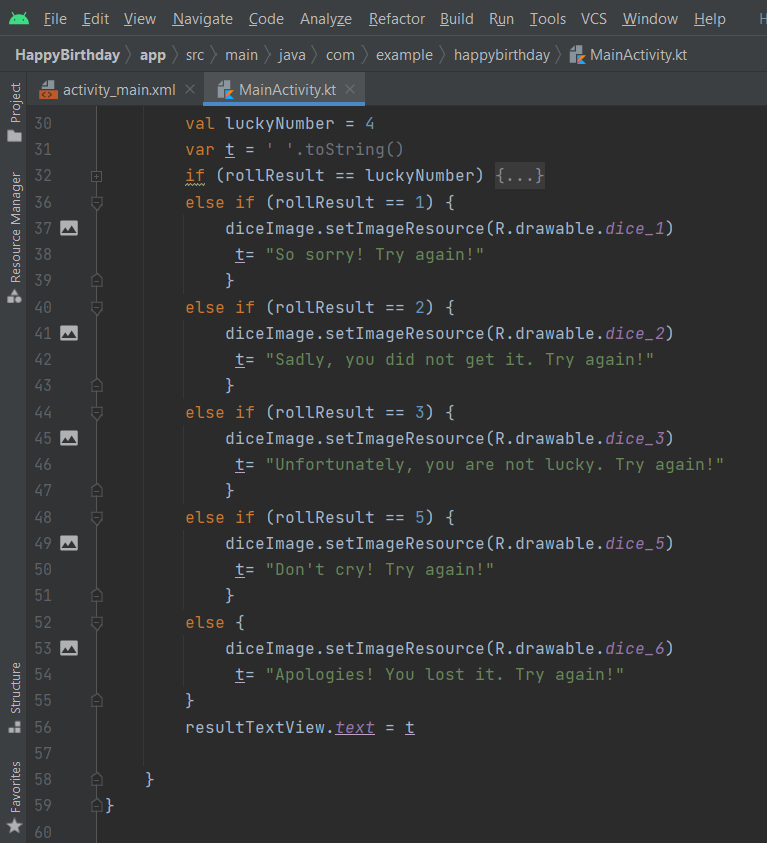 File Edit View Navigate Code Analyze Refactor Build Run Tools VCS Window Help
HappyBirthday app src main java com example happybirthday MainActivity.kt
activity_main.xml MainActivity.kt
Project
Resource Manager
Structure
Favorites
30 val luckyNumber = 4
31 var t = ' '.toString()
32 if (rollResult == luckyNumber) {...}
36 else if (rollResult == 1) {
37 diceImage.setImageResource(R.drawable.dice_1)
38 t= "So sorry! Try again!"
39 }
40 else if (rollResult == 2) {
41 diceImage.setImageResource(R.drawable.dice_2)
42 t= "Sadly, you did not get it. Try again!"
43 }
44 else if (rollResult == 3) {
45 diceImage.setImageResource(R.drawable.dice_3)
46 t= "Unfortunately, you are not lucky. Try again!"
47 }
48 else if (rollResult == 5) {
49 diceImage.setImageResource(R.drawable.dice_5)
50 t= "Don't cry! Try again!"
51 }
52 else {
53 diceImage.setImageResource(R.drawable.dice_6)
54 t= "Apologies! You lost it. Try again!"
55 }
56 resultTextView.text = t
57
58 }
59 }
60